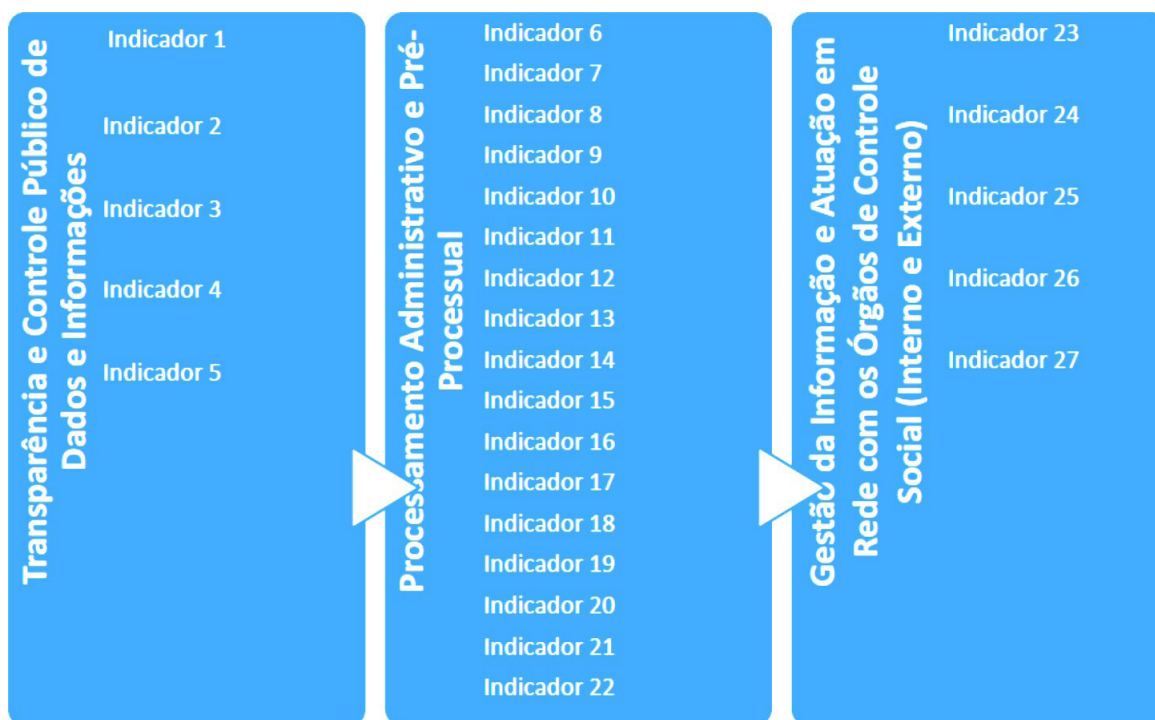 Transparência e Controle Público de
Dados e Informações
Indicador 1
Indicador 2
Indicador 3
Indicador 4
Indicador 5
Processamento Administrativo e Pré-
Processual
Indicador 6
Indicador 7
Indicador 8
Indicador 9
Indicador 10
Indicador 11
Indicador 12
Indicador 13
Indicador 14
Indicador 15
Indicador 16
Indicador 17
Indicador 18
Indicador 19
Indicador 20
Indicador 21
Indicador 22
Gestão da Informação e Atuação em
Rede com os Órgãos de Controle
Social (Interno e Externo)
Indicador 23
Indicador 24
Indicador 25
Indicador 26
Indicador 27